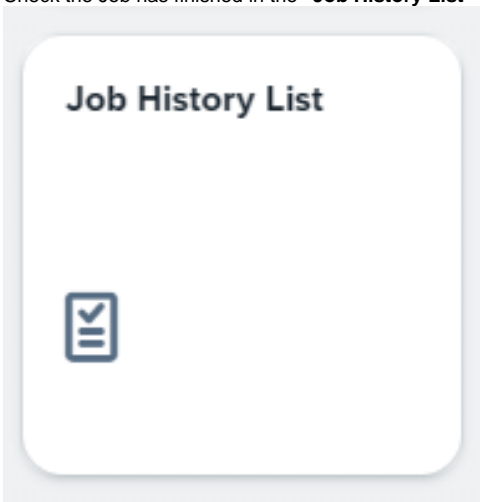 Check the Job has finished in the "Job History List"
Job History List